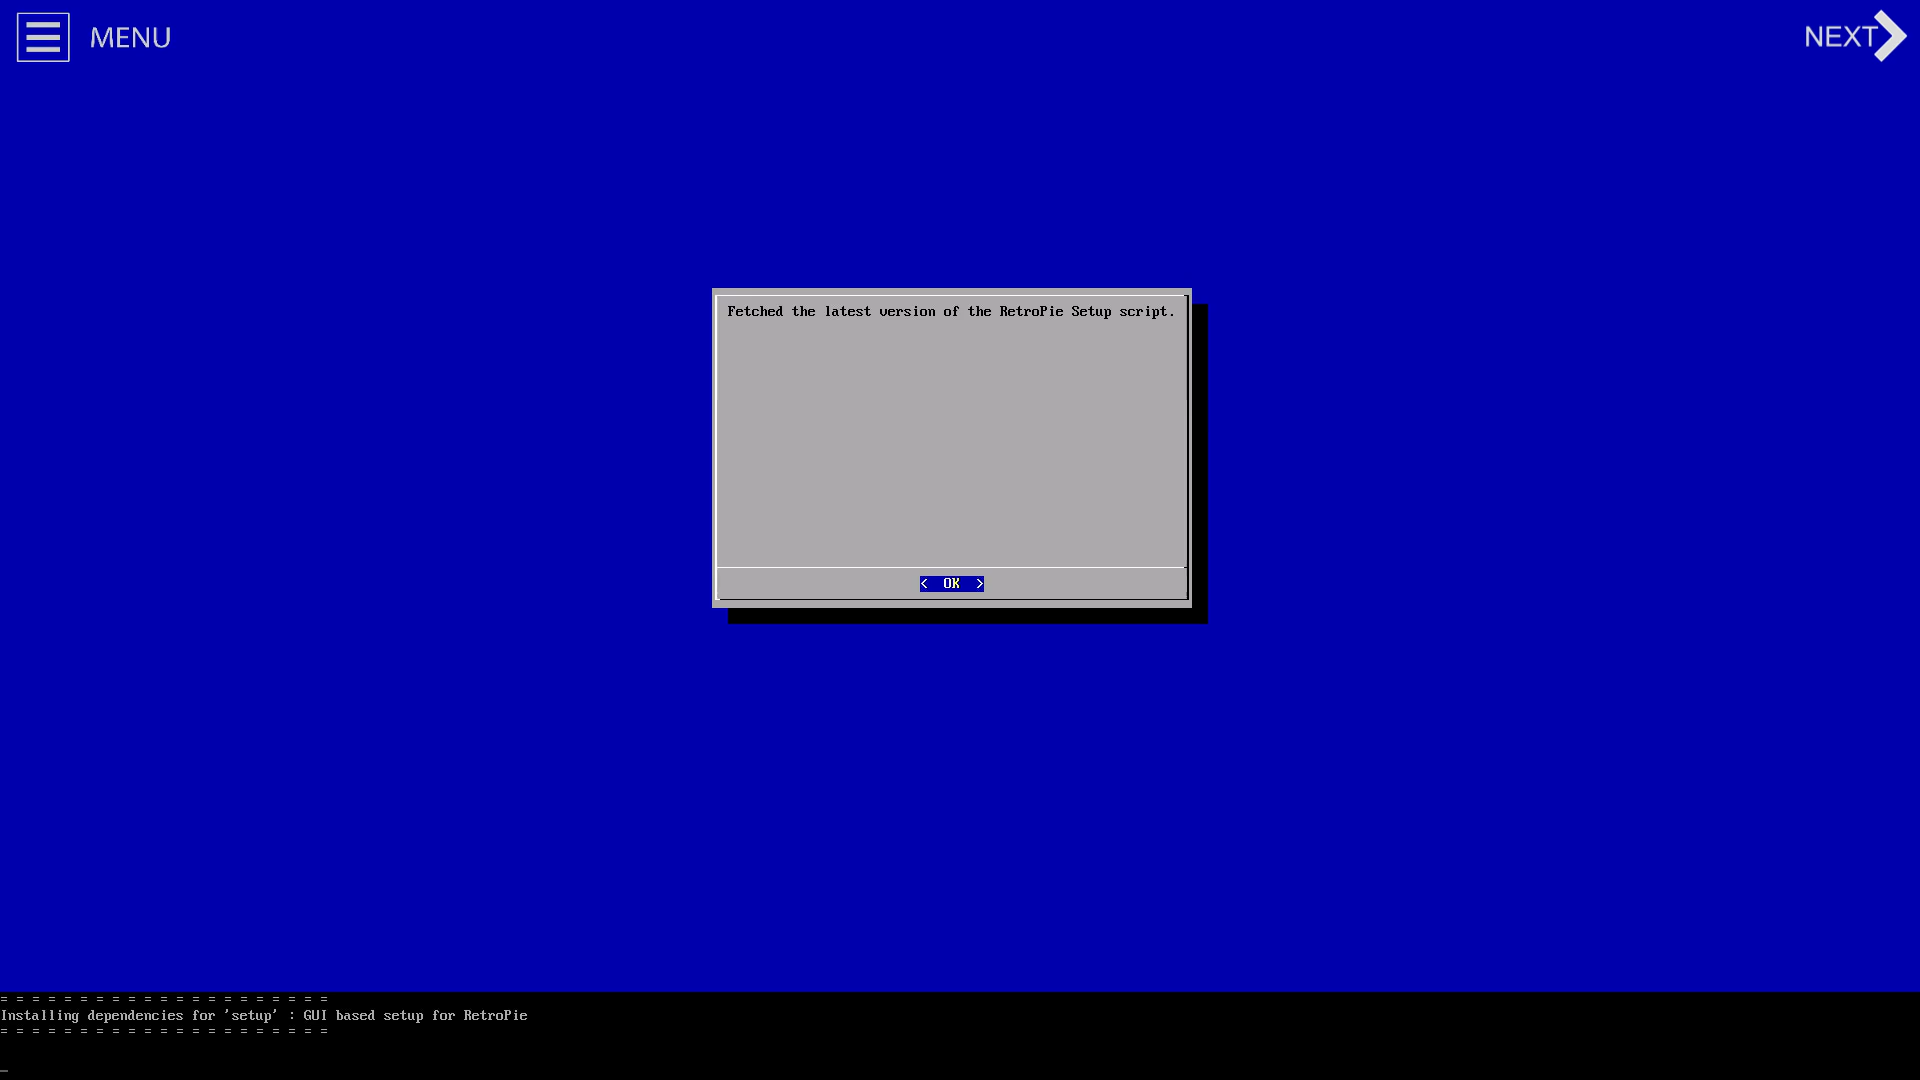 MENU
NEXT
Fetched the latest version of the RetroPie Setup script.
< OK >
= = = = = = = = = = = = = = = = = = = = =
Installing dependencies for 'setup' : GUI based setup for RetroPie
= = = = = = = = = = = = = = = = = = = = =
_